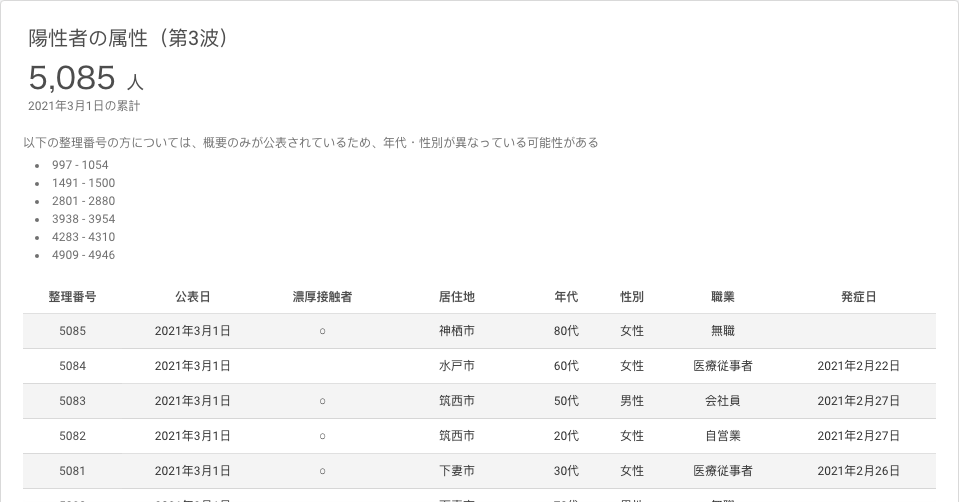 陽性者の属性（第3波）
5,085 人
2021年3月1日の累計
以下の整理番号の方については、概要のみが公表されているため、年代・性別が異なっている可能性がある
• 997 - 1054
• 1491 - 1500
• 2801 - 2880
• 3938 - 3954
• 4283 - 4310
• 4909 - 4946
整理番号 公表日 濃厚接触者 居住地 年代 性別 職業 発症日
5085 2021年3月1日 ○ 神栖市 80代 女性 無職
5084 2021年3月1日 水戸市 60代 女性 医療従事者 2021年2月22日
5083 2021年3月1日 ○ 筑西市 50代 男性 会社員 2021年2月27日
5082 2021年3月1日 ○ 筑西市 20代 女性 自営業 2021年2月27日
5081 2021年3月1日 ○ 下妻市 30代 女性 医療従事者 2021年2月26日